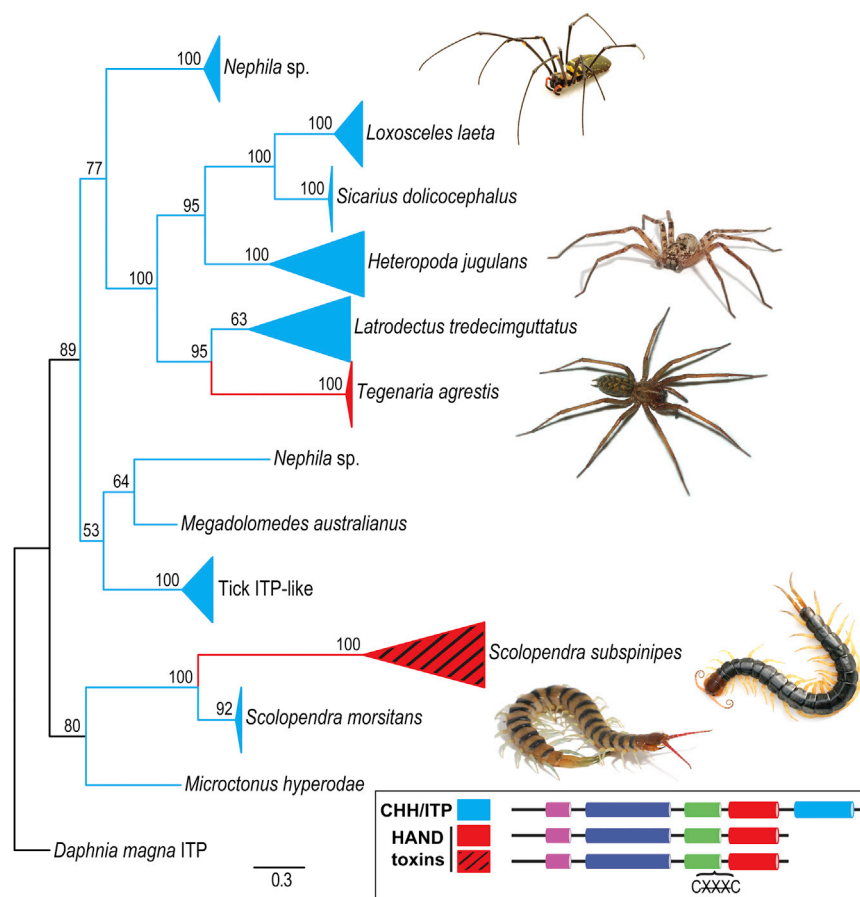 100
Nephila sp.
100
Loxosceles laeta
100
77
100
Sicarius dolicocephalus
95
100
Heteropoda jugulans
100
63
Latrodectus tredecimguttatus
89
95
100
Tegenaria agrestis
Nephila sp.
64
Megadolomedes australianus
53
100
Tick ITP-like
100
Scolopendra subspinipes
100
92
Scolopendra morsitans
80
Microctonus hyperodae
CHH/ITP
HAND
toxins
CXXXC
Daphnia magna ITP
0.3